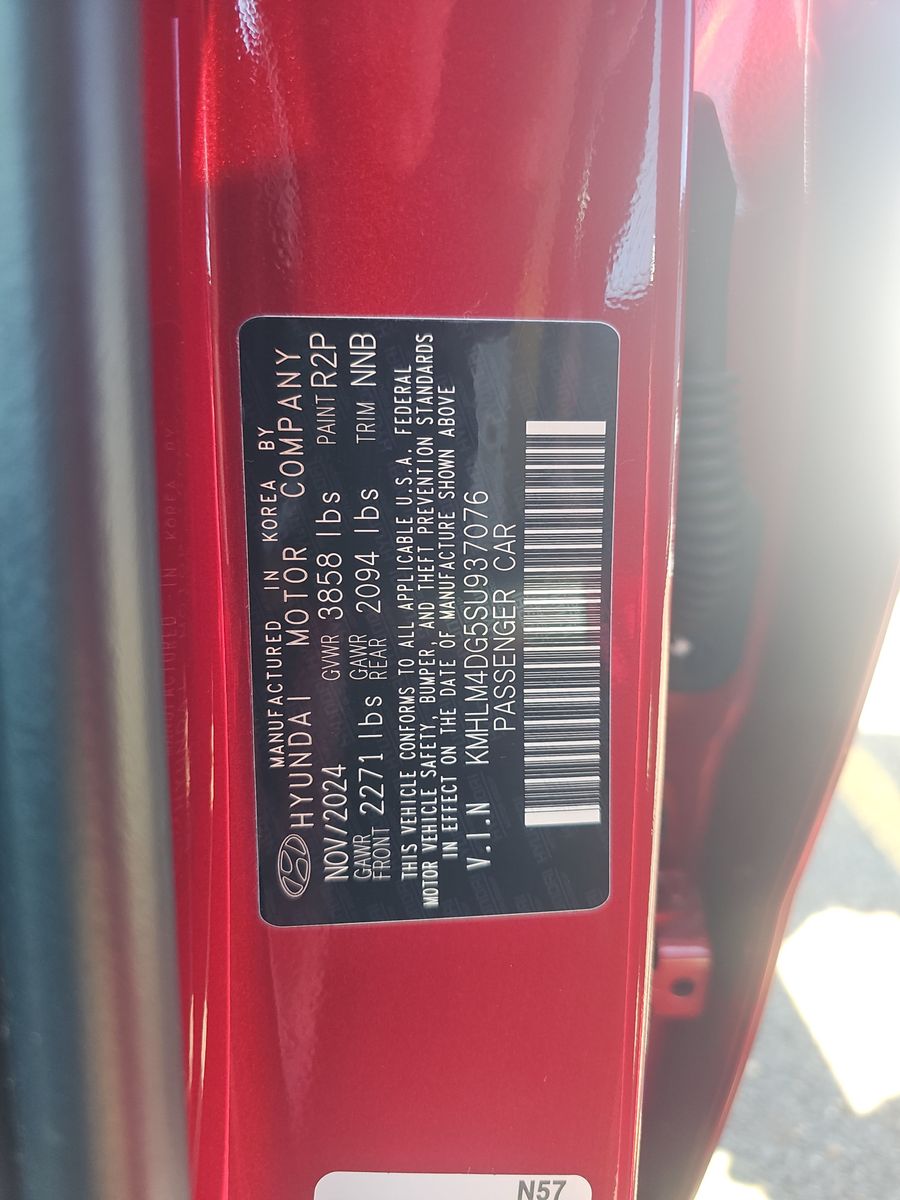 MANUFACTURED IN KOREA BY
HYUNDAI MOTOR COMPANY
NOV/2024 GVWR 3858 lbs PAINT R2P
GAWR FRONT 2271 lbs GAWR REAR 2094 lbs TRIM NNB
THIS VEHICLE CONFORMS TO ALL APPLICABLE U.S.A. FEDERAL
MOTOR VEHICLE SAFETY, BUMPER, AND THEFT PREVENTION STANDARDS
IN EFFECT ON THE DATE OF MANUFACTURE SHOWN ABOVE
V.I.N KMHLM4DG5SU937076
PASSENGER CAR
N57